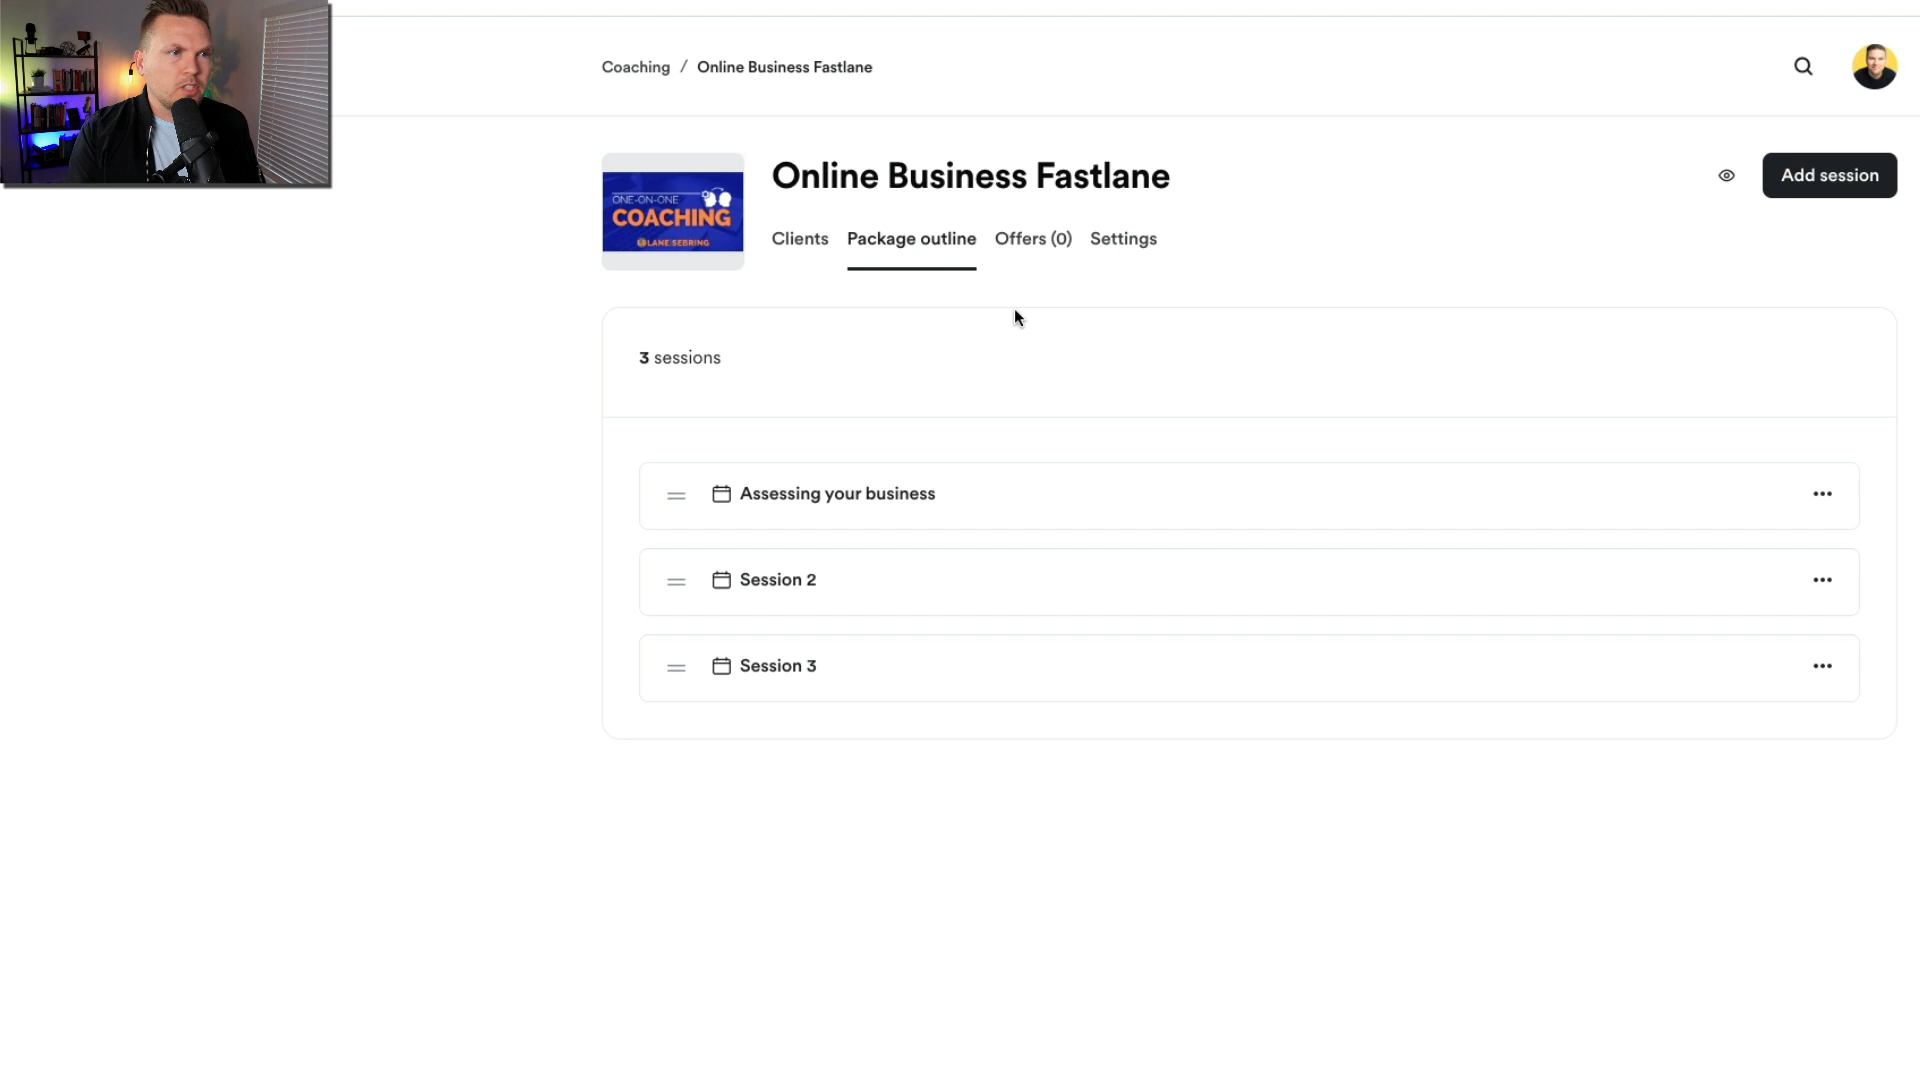 Coaching / Online Business Fastlane
ONE-ON-ONE
COACHING
LANE SEBRING
Online Business Fastlane
Add session
Clients Package outline Offers (0) Settings
3 sessions
Assessing your business
Session 2
Session 3